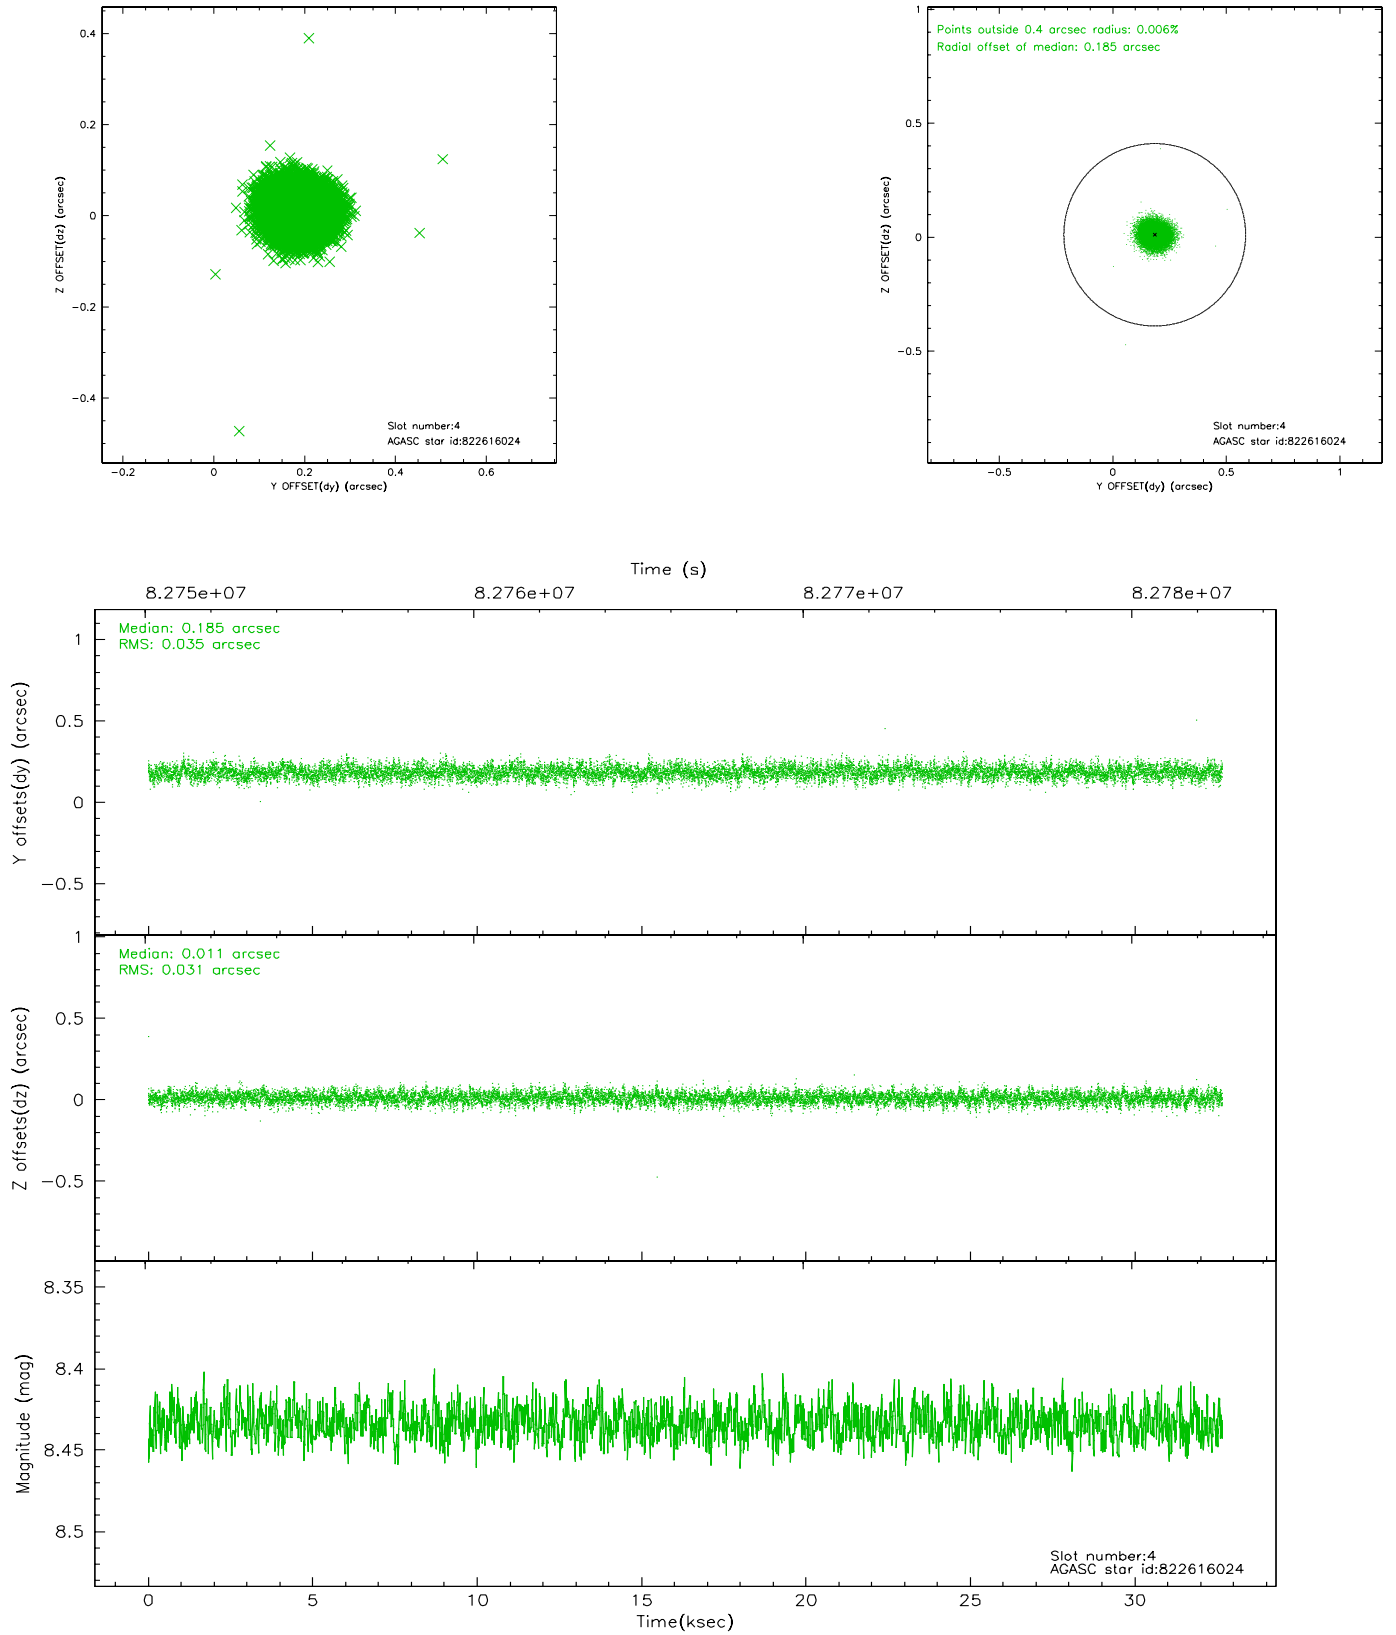 0.4
0.2
0
−0.2
−0.4
Z OFFSET(dz) (arcsec)
Slot number:4
AGASC star id:822616024
−0.2
0
0.2
0.4
0.6
Y OFFSET(dy) (arcsec)
1
0.5
0
−0.5
Z OFFSET(dz) (arcsec)
Points outside 0.4 arcsec radius: 0.006%
Radial offset of median: 0.185 arcsec
Slot number:4
AGASC star id:822616024
−0.5
0
0.5
1
Y OFFSET(dy) (arcsec)
Time (s)
8.275e+07
8.276e+07
8.277e+07
8.278e+07
Median: 0.185 arcsec
RMS: 0.035 arcsec
1
0.5
0
−0.5
Y offsets(dy) (arcsec)
Median: 0.011 arcsec
RMS: 0.031 arcsec
1
0.5
0
−0.5
Z offsets(dz) (arcsec)
8.35
8.4
8.45
8.5
Magnitude (mag)
Slot number:4
AGASC star id:822616024
0
5
10
15
20
25
30
Time(ksec)